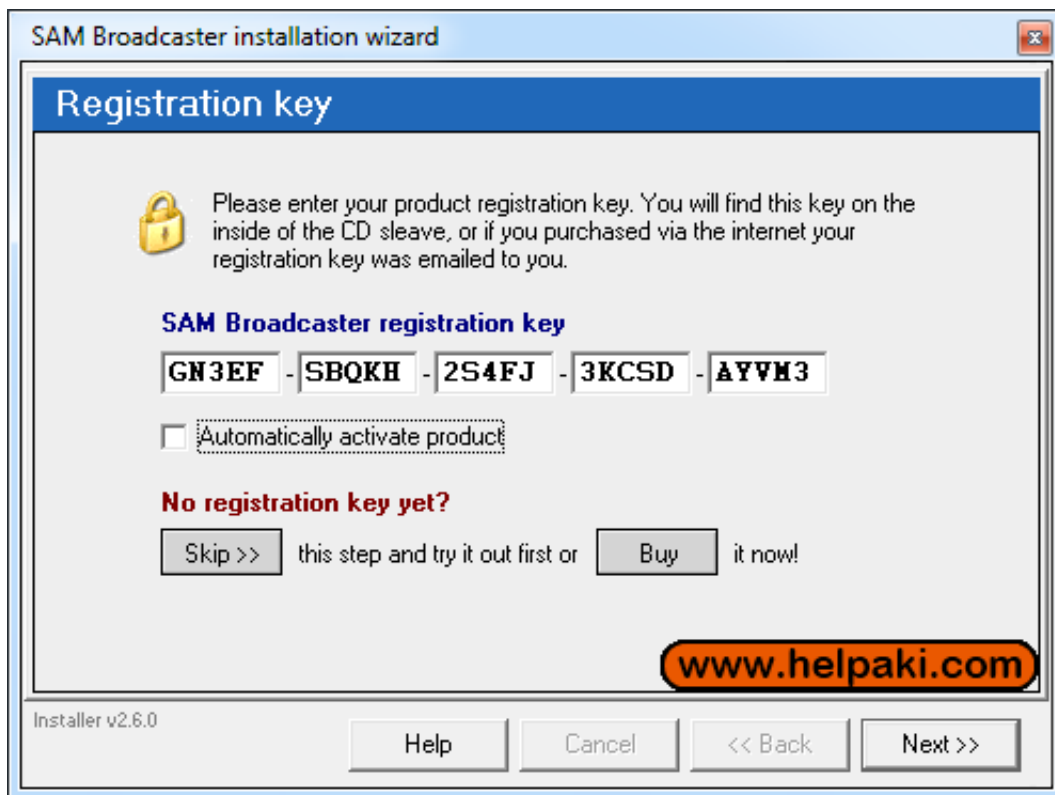 SAM Broadcaster installation wizard
Registration key
Please enter your product registration key. You will find this key on the
inside of the CD sleave, or if you purchased via the internet your
registration key was emailed to you.
SAM Broadcaster registration key
GN3EF - SBQKH - 2S4FJ - 3KCSD - AYVM3
Automatically activate product
No registration key yet?
Skip >> this step and try it out first or Buy it now!
www.helpaki.com
Installer v2.6.0
Help Cancel << Back Next >>